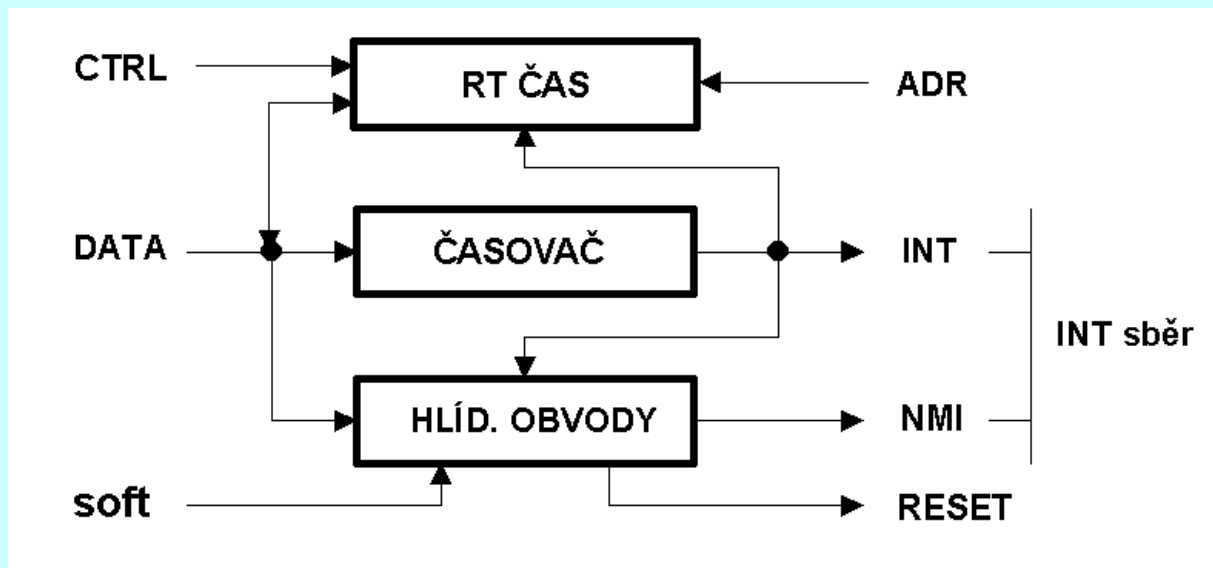 CTRL
RT ČAS
ADR
DATA
ČASOVAČ
INT
INT sběr
HLÍD. OBVODY
NMI
soft
RESET